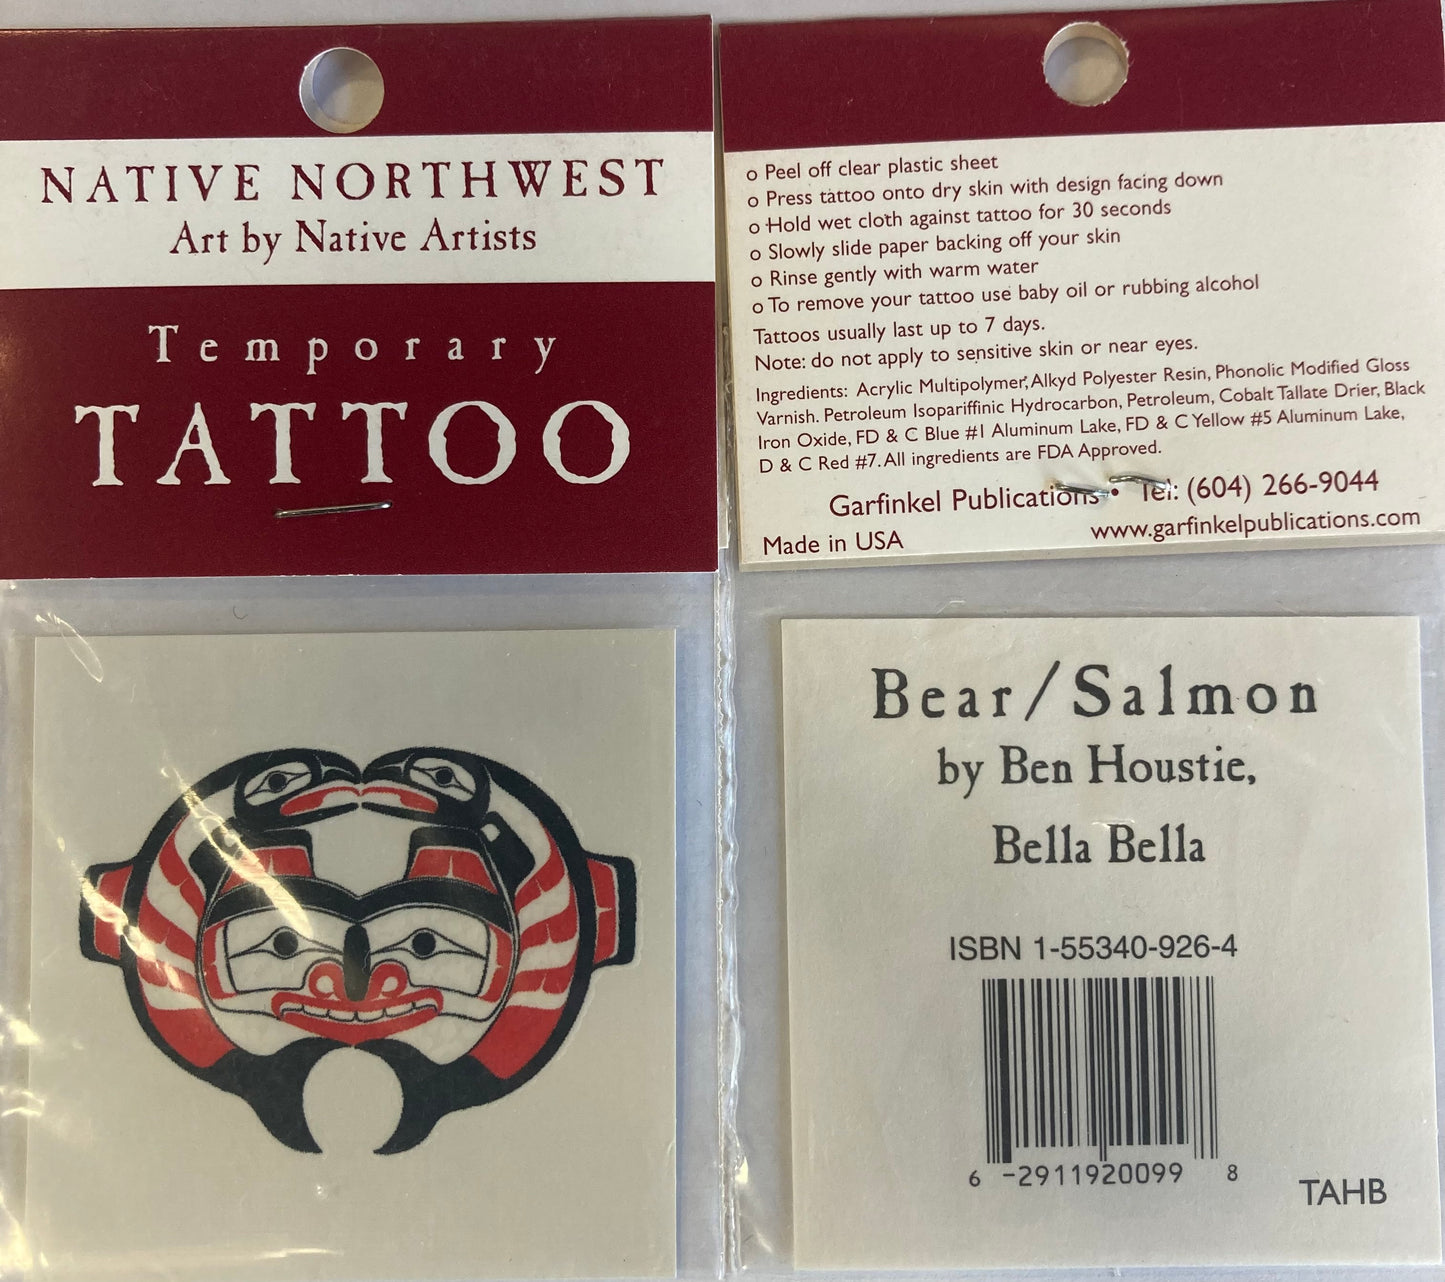 NATIVE NORTHWEST
Art by Native Artists
Temporary
TATTOO
o Peel off clear plastic sheet
o Press tattoo onto dry skin with design facing down
o Hold wet cloth against tattoo for 30 seconds
o Slowly slide paper backing off your skin
o Rinse gently with warm water
o To remove your tattoo use baby oil or rubbing alcohol
Tattoos usually last up to 7 days.
Note: do not apply to sensitive skin or near eyes.
Ingredients: Acrylic Multipolymer, Alkyd Polyester Resin, Phonolic Modified Gloss
Varnish. Petroleum Isopariffinic Hydrocarbon, Petroleum, Cobalt Tallate Drier, Black
Iron Oxide, FD & C Blue #1 Aluminum Lake, FD & C Yellow #5 Aluminum Lake,
D & C Red #7. All ingredients are FDA Approved.
Garfinkel Publications • Tel: (604) 266-9044
Made in USA www.garfinkelpublications.com
Bear/Salmon
by Ben Houstie,
Bella Bella
ISBN 1-55340-926-4
6 -2911920099 8
TAHB